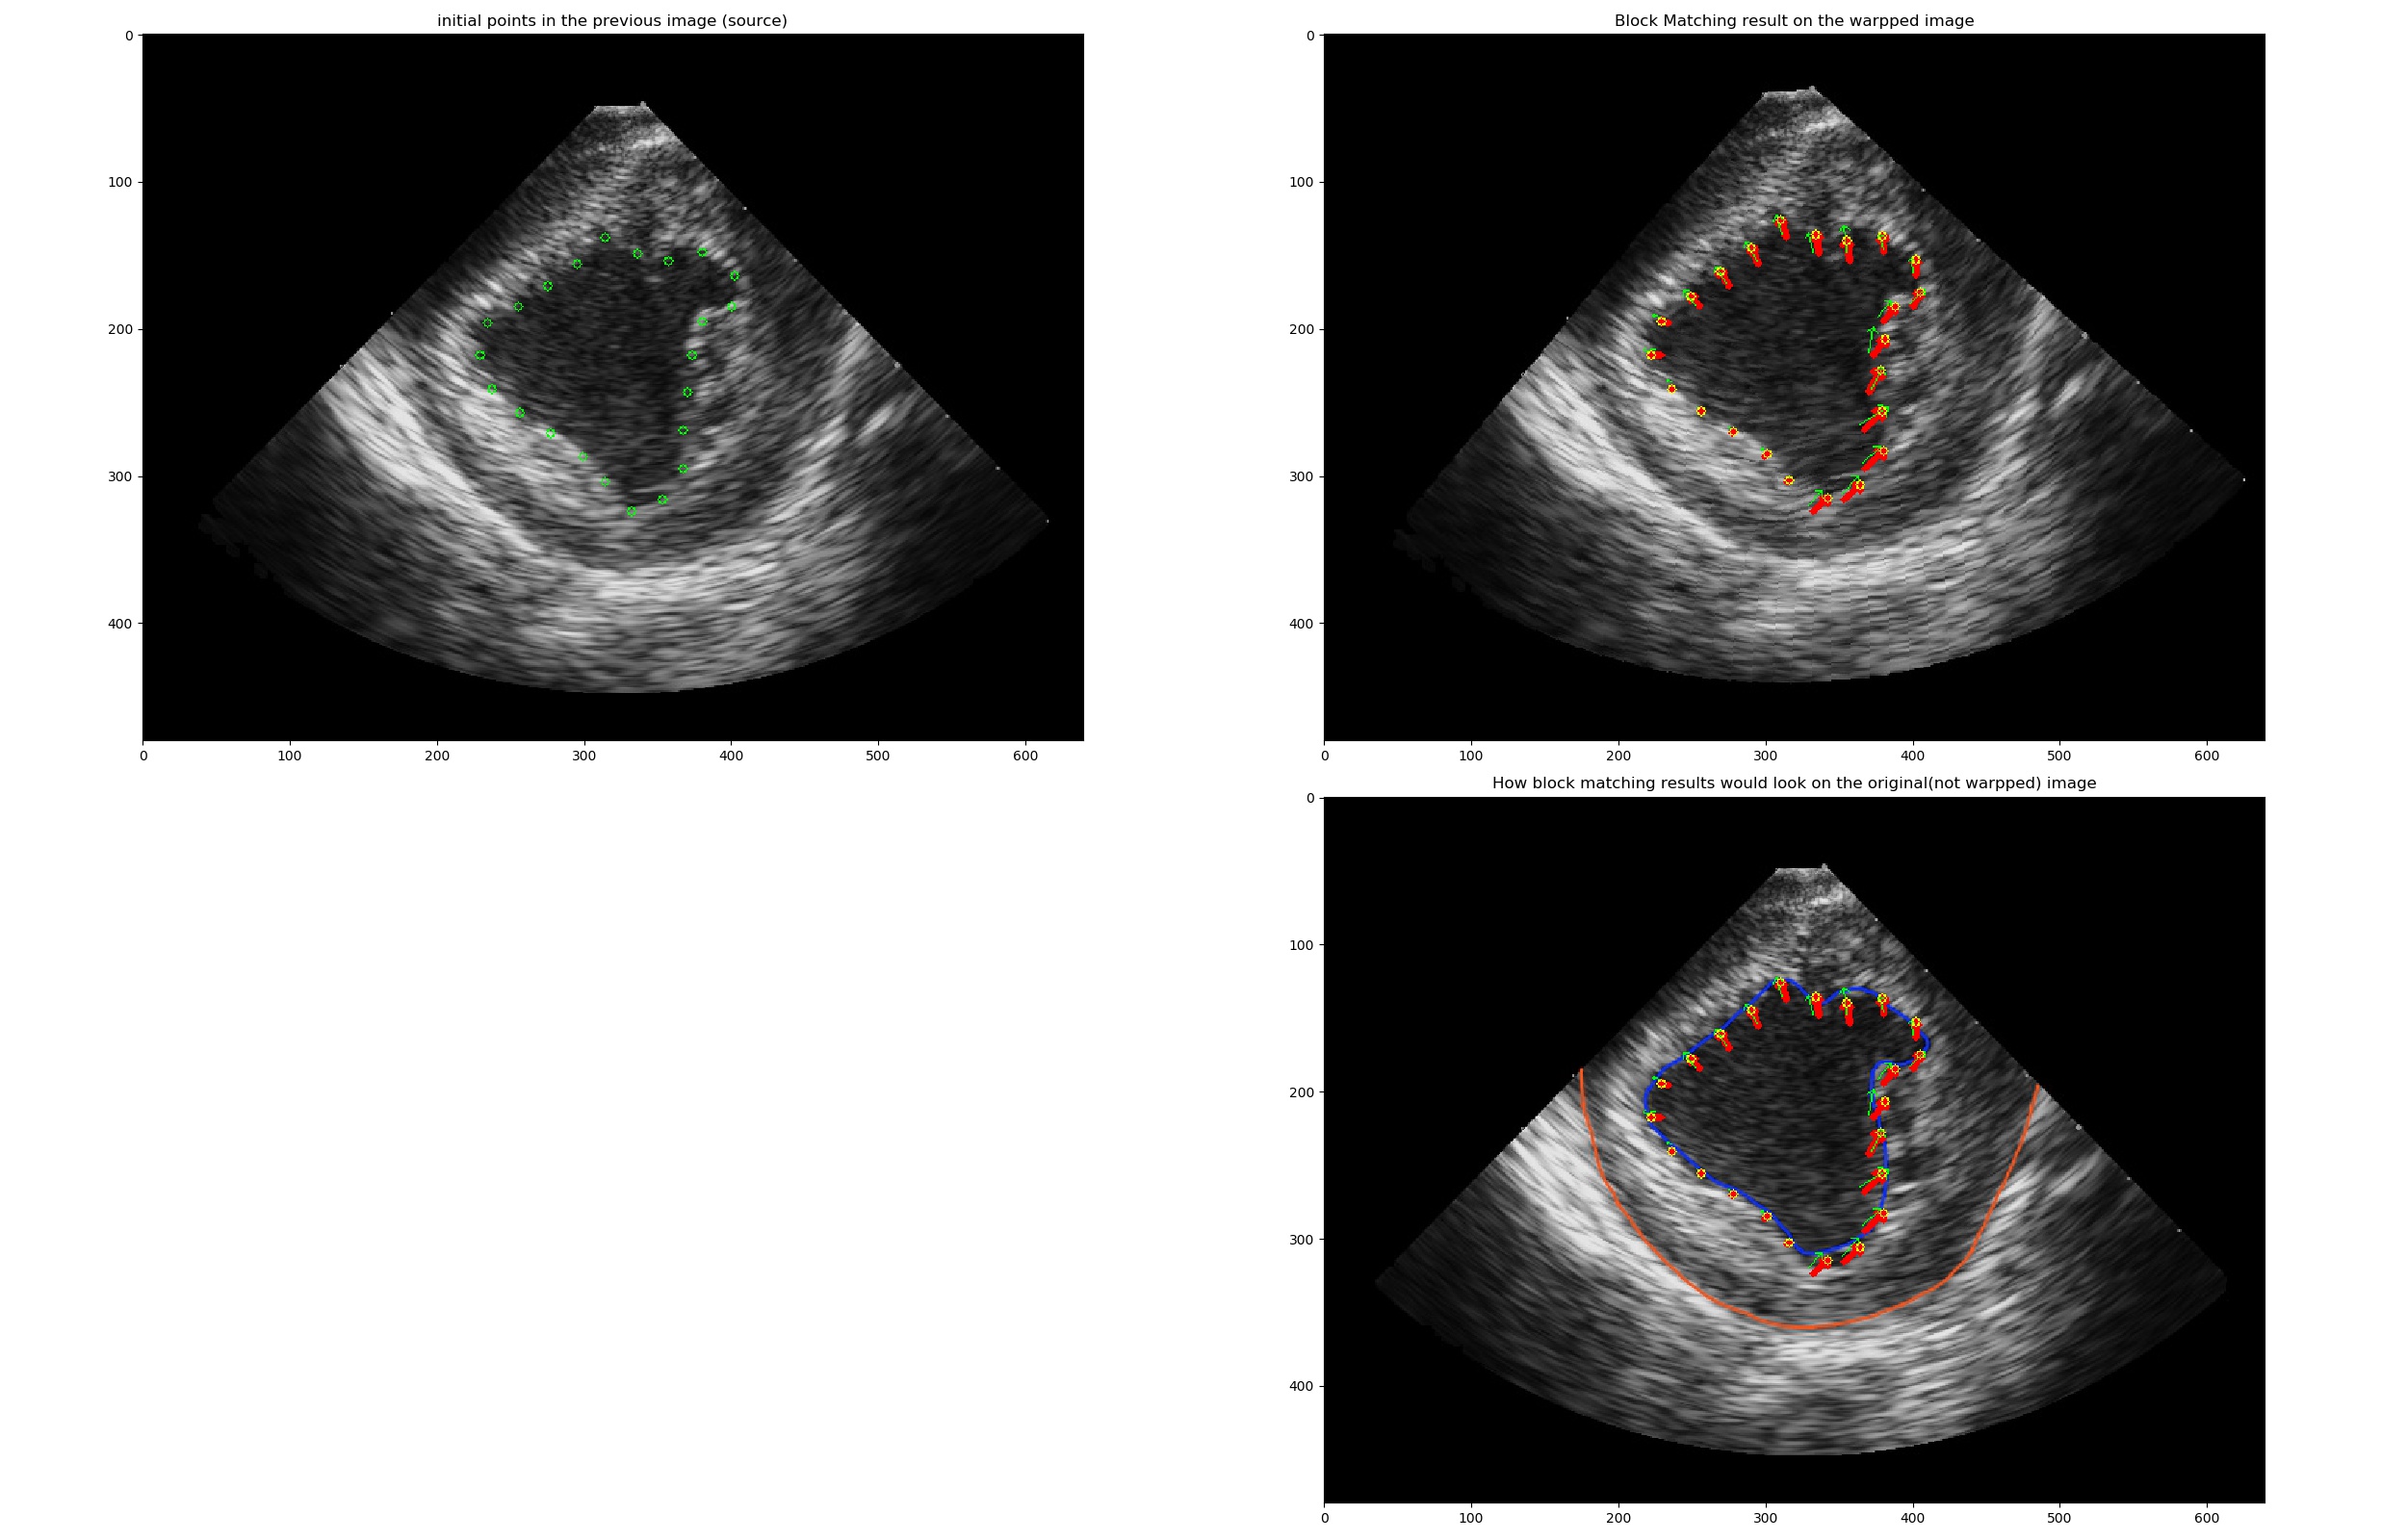 initial points in the previous image (source)
0
100
200
300
400
0 100 200 300 400 500 600
Block Matching result on the warpped image
0
100
200
300
400
0 100 200 300 400 500 600
How block matching results would look on the original(not warpped) image
0
100
200
300
400
0 100 200 300 400 500 600